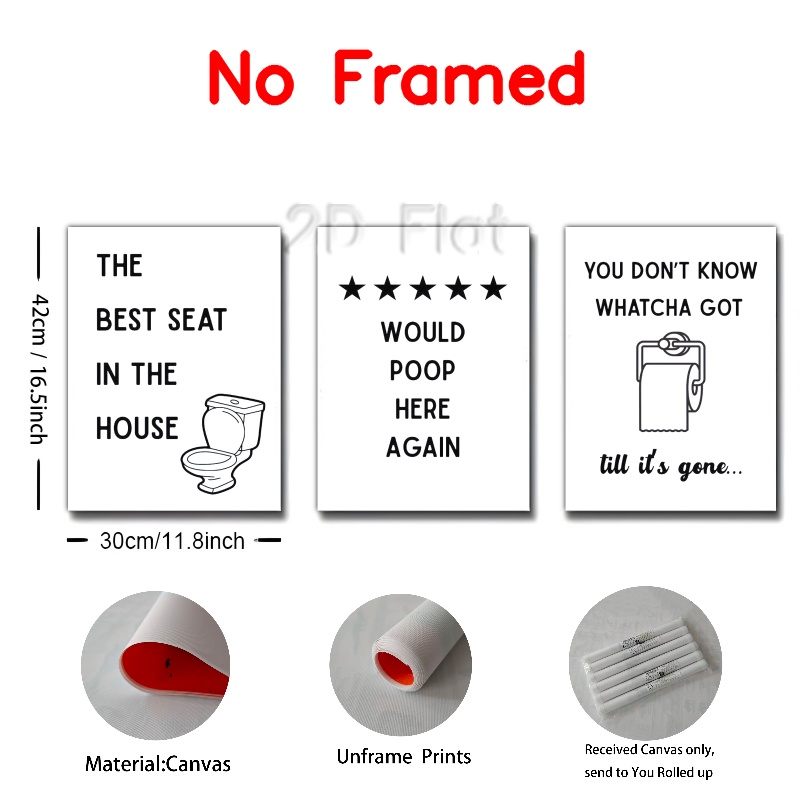 No Framed
2D Flat
THE
BEST SEAT
IN THE
HOUSE
★★★★★
WOULD
POOP
HERE
AGAIN
YOU DON'T KNOW
WHATCHA GOT
till it's gone...
42cm / 16.5inch
30cm/11.8inch
Material:Canvas
Unframe Prints
Received Canvas only,
send to You Rolled up